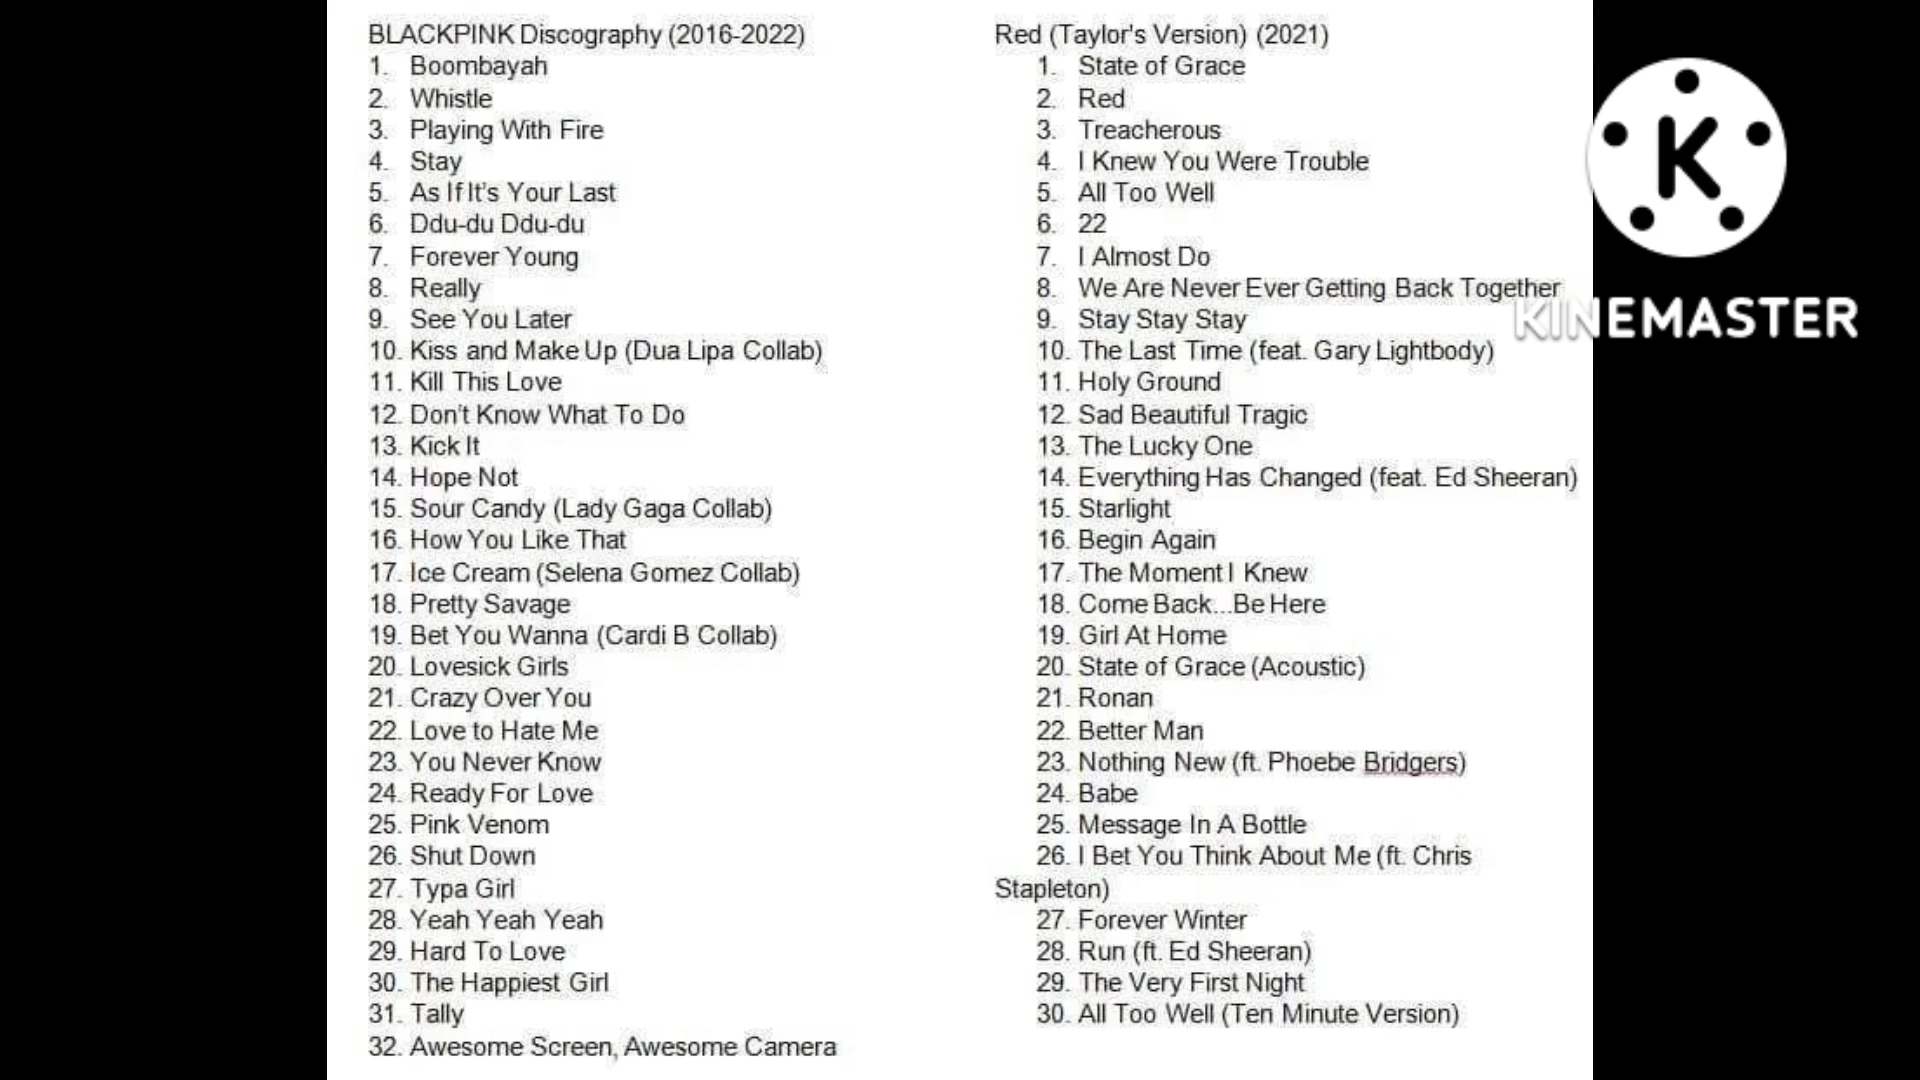 BLACKPINK Discography (2016-2022)
1. Boombayah
2. Whistle
3. Playing With Fire
4. Stay
5. As If It's Your Last
6. Ddu-du Ddu-du
7. Forever Young
8. Really
9. See You Later
10. Kiss and Make Up (Dua Lipa Collab)
11. Kill This Love
12. Don't Know What To Do
13. Kick It
14. Hope Not
15. Sour Candy (Lady Gaga Collab)
16. How You Like That
17. Ice Cream (Selena Gomez Collab)
18. Pretty Savage
19. Bet You Wanna (Cardi B Collab)
20. Lovesick Girls
21. Crazy Over You
22. Love to Hate Me
23. You Never Know
24. Ready For Love
25. Pink Venom
26. Shut Down
27. Typa Girl
28. Yeah Yeah Yeah
29. Hard To Love
30. The Happiest Girl
31. Tally
32. Awesome Screen, Awesome Camera
Red (Taylor's Version) (2021)
1. State of Grace
2. Red
3. Treacherous
4. I Knew You Were Trouble
5. All Too Well
6. 22
7. I Almost Do
8. We Are Never Ever Getting Back Together
9. Stay Stay Stay
10. The Last Time (feat. Gary Lightbody)
11. Holy Ground
12. Sad Beautiful Tragic
13. The Lucky One
14. Everything Has Changed (feat. Ed Sheeran)
15. Starlight
16. Begin Again
17. The Moment I Knew
18. Come Back...Be Here
19. Girl At Home
20. State of Grace (Acoustic)
21. Ronan
22. Better Man
23. Nothing New (ft. Phoebe Bridgers)
24. Babe
25. Message In A Bottle
26. I Bet You Think About Me (ft. Chris
Stapleton)
27. Forever Winter
28. Run (ft. Ed Sheeran)
29. The Very First Night
30. All Too Well (Ten Minute Version)
K
KINEMASTER